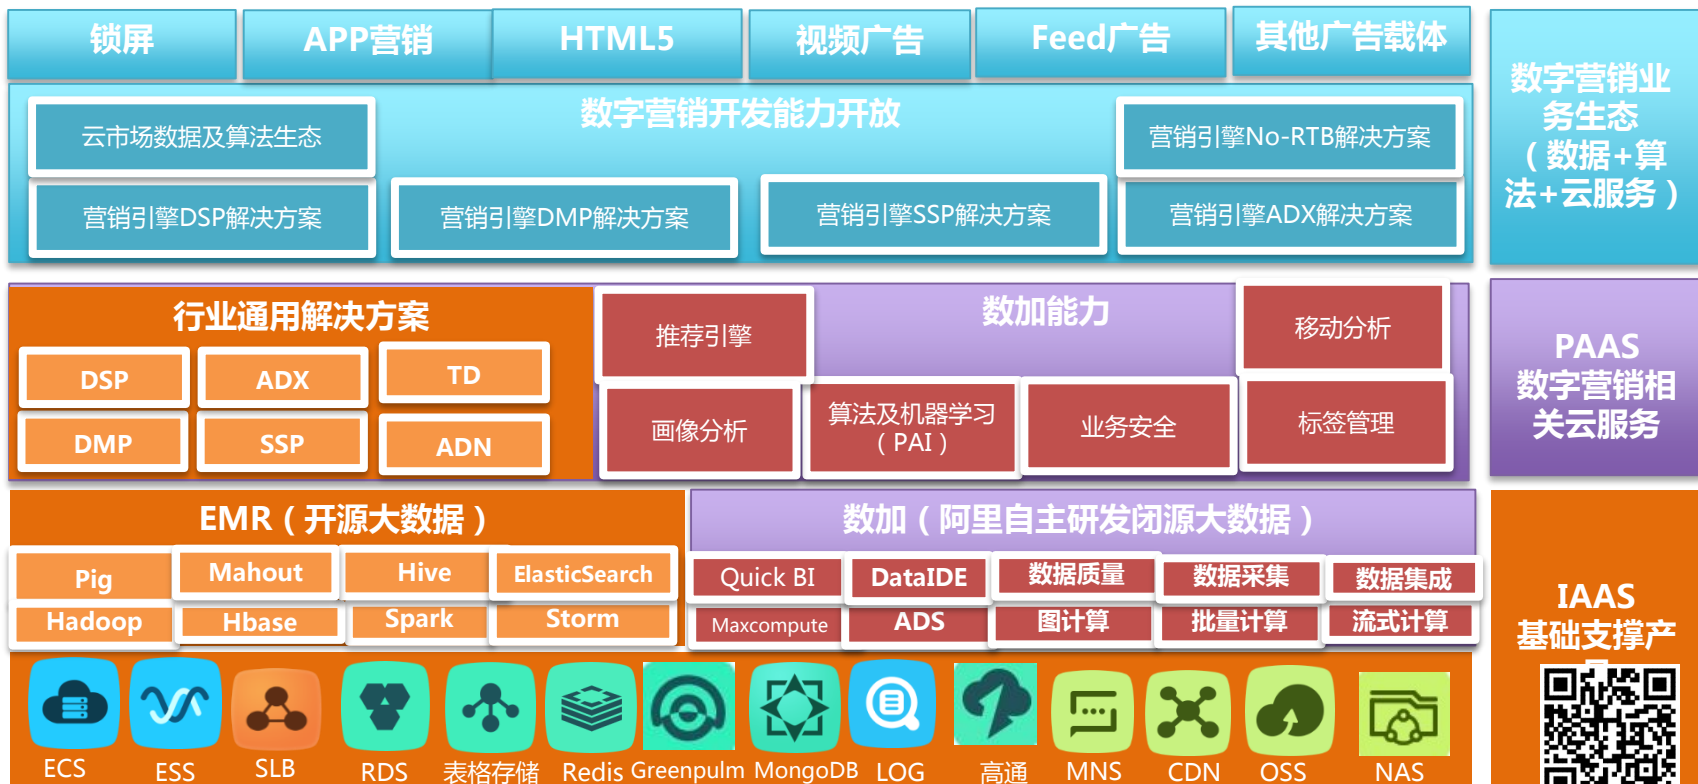 锁屏
APP营销
HTML5
视频广告
Feed广告
其他广告载体
数字营销开发能力开放
云市场数据及算法生态
营销引擎No-RTB解决方案
营销引擎DSP解决方案
营销引擎DMP解决方案
营销引擎SSP解决方案
营销引擎ADX解决方案
数字营销业
务生态
（数据+算
法+云服务）
行业通用解决方案
DSP
ADX
TD
DMP
SSP
ADN
数加能力
推荐引擎
移动分析
画像分析
算法及机器学习
（PAI）
业务安全
标签管理
PAAS
数字营销相
关云服务
EMR（开源大数据）
Pig
Mahout
Hive
ElasticSearch
Hadoop
Hbase
Spark
Storm
数加（阿里自主研发闭源大数据）
Quick BI
DataIDE
数据质量
数据采集
数据集成
Maxcompute
ADS
图计算
批量计算
流式计算
IAAS
基础支撑产
ECS
ESS
SLB
RDS
表格存储
Redis
Greenpulm
MongoDB
LOG
高通
MNS
CDN
OSS
NAS